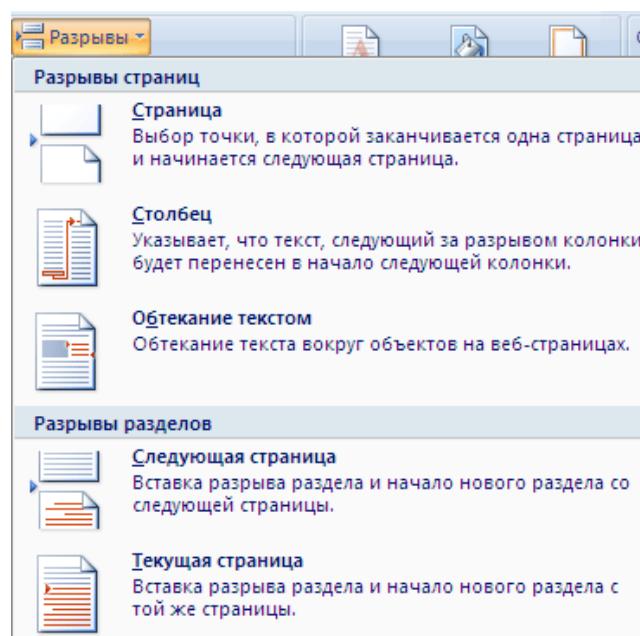 Разрывы
Разрывы страниц
Страница
Выбор точки, в которой заканчивается одна страница
и начинается следующая страница.
Столбец
Указывает, что текст, следующий за разрывом колонки
будет перенесен в начало следующей колонки.
Обтекание текстом
Обтекание текста вокруг объектов на веб-страницах.
Разрывы разделов
Следующая страница
Вставка разрыва раздела и начало нового раздела со
следующей страницы.
Текущая страница
Вставка разрыва раздела и начало нового раздела с
той же страницы.